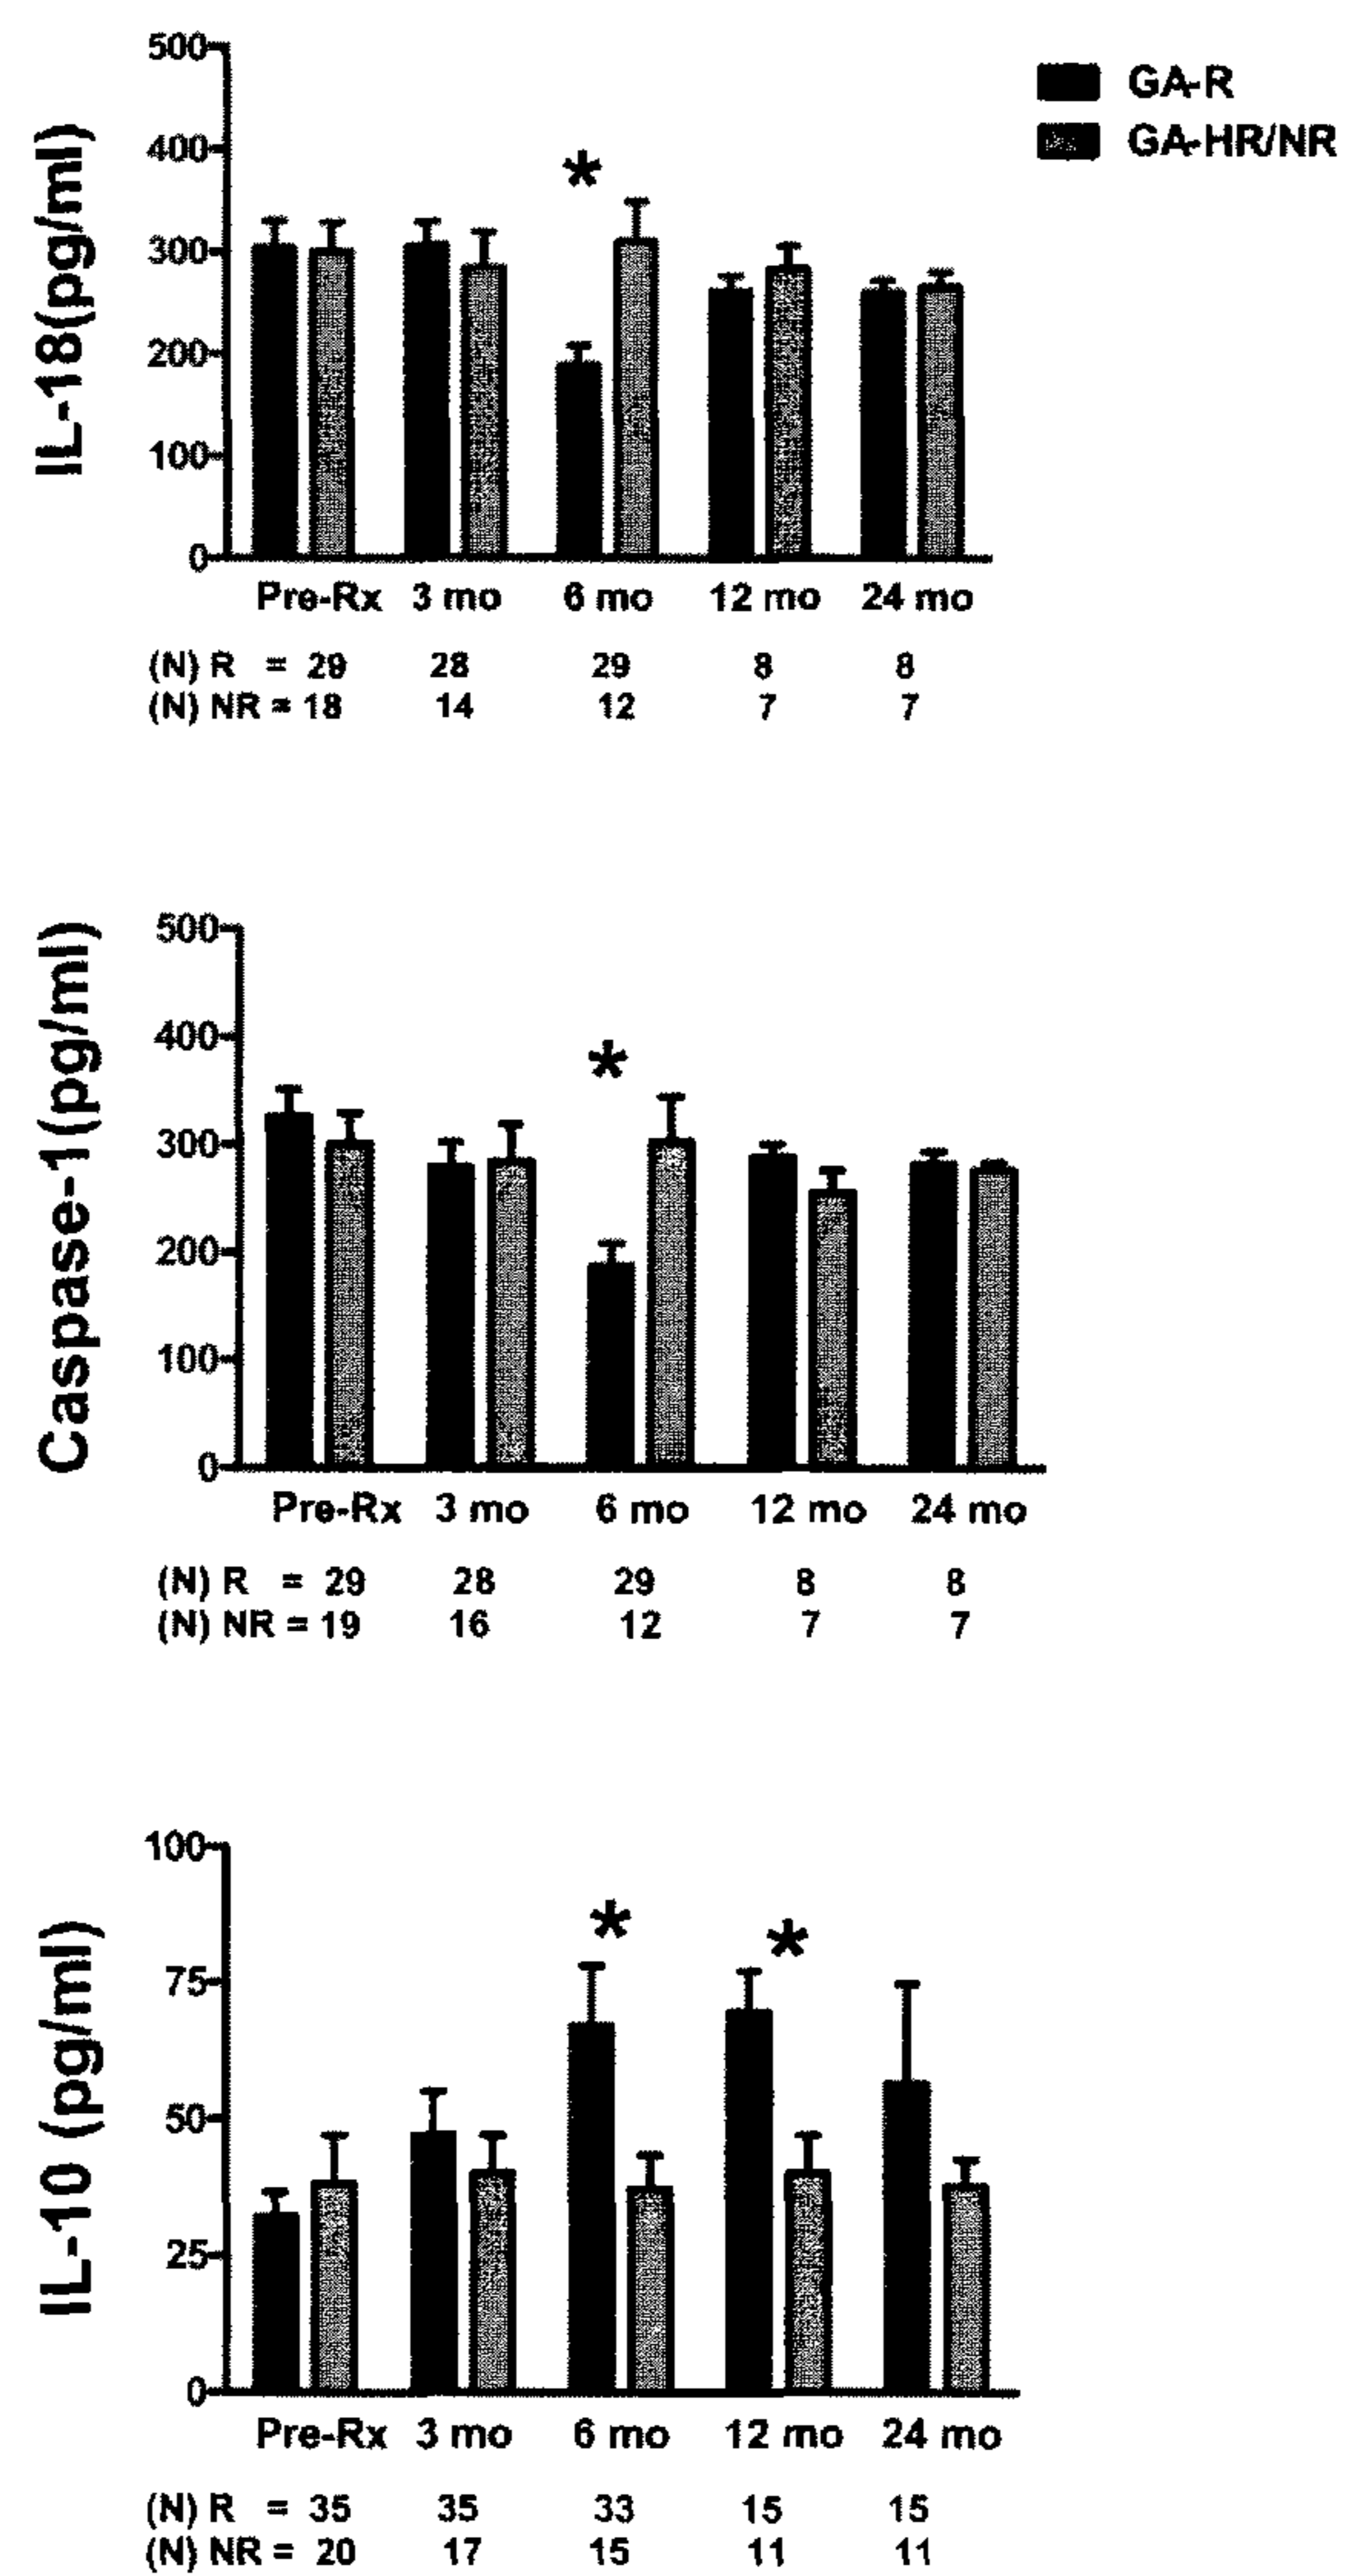 GA-R
GA-HR/NR
IL-18(pg/ml)
500
400
300
200
100
0
Pre-Rx 3 mo 6 mo 12 mo 24 mo
(N) R = 29 28 29 8 8
(N) NR = 18 14 12 7 7
Caspase-1(pg/ml)
500
400
300
200
100
0
Pre-Rx 3 mo 6 mo 12 mo 24 mo
(N) R = 29 28 29 8 8
(N) NR = 19 16 12 7 7
IL-10 (pg/ml)
100
75
50
25
0
Pre-Rx 3 mo 6 mo 12 mo 24 mo
(N) R = 35 35 33 15 15
(N) NR = 20 17 15 11 11